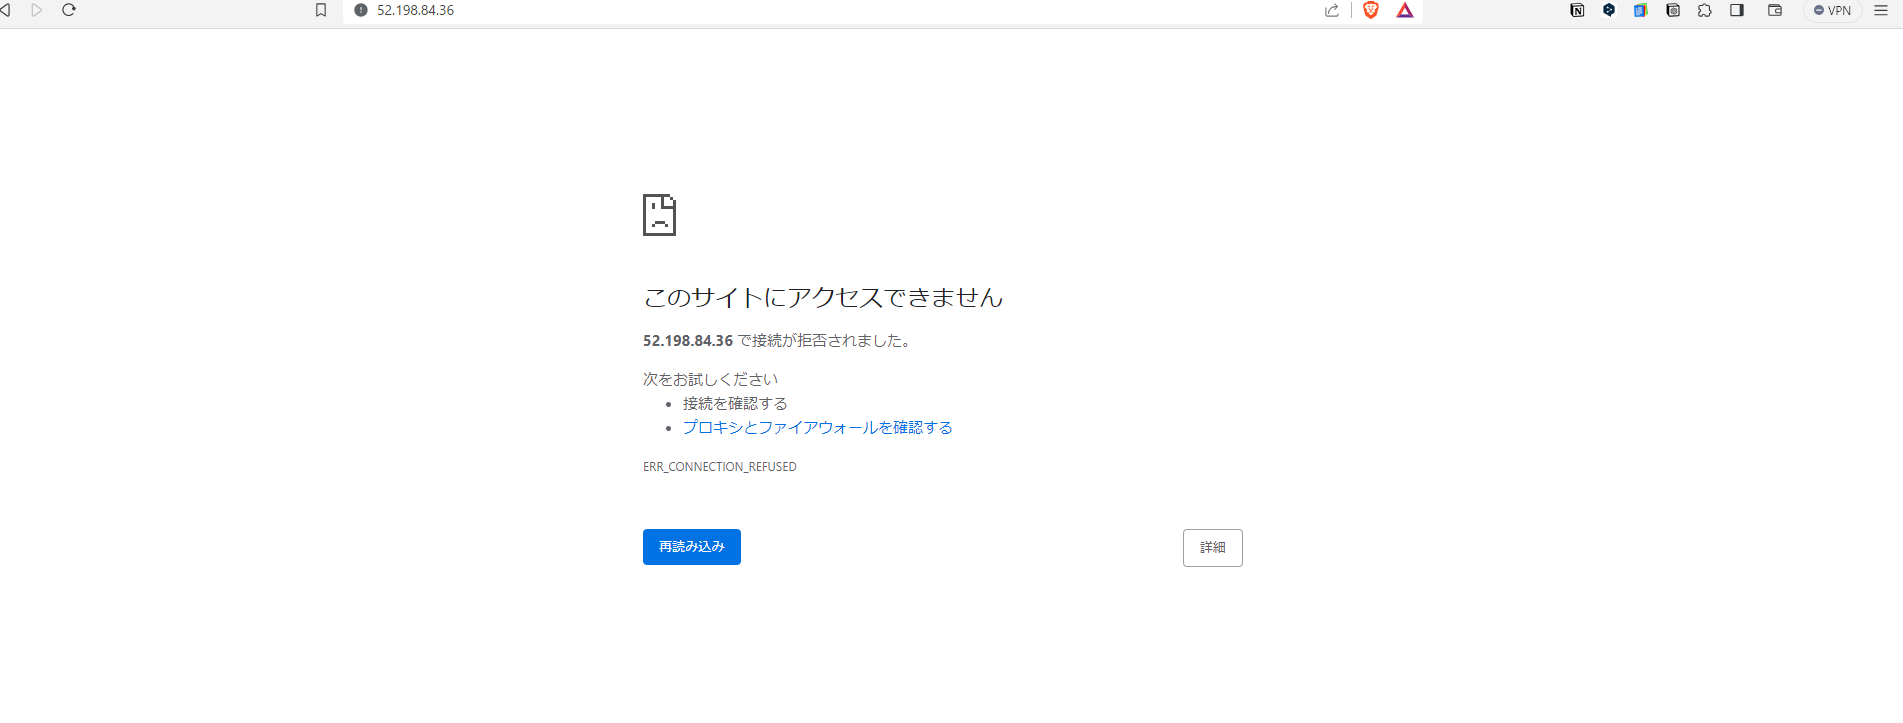 52.198.84.36
VPN
このサイトにアクセスできません
52.198.84.36 で接続が拒否されました。
次をお試しください
• 接続を確認する
• プロキシとファイアウォールを確認する
ERR_CONNECTION_REFUSED
再読み込み
詳細